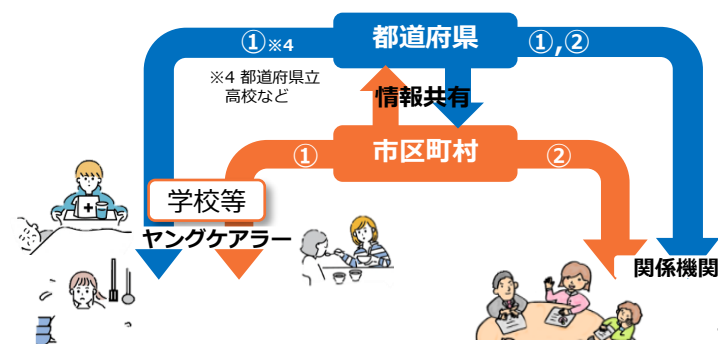 ①※4
都道府県
①,②
※4 都道府県立
高校など
情報共有
①
市区町村
②
学校等
ヤングケアラー
関係機関